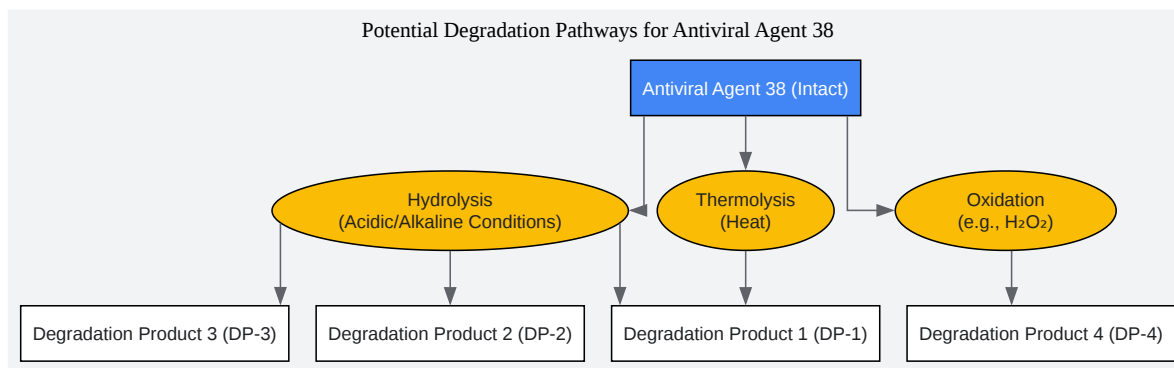 Potential Degradation Pathways for Antiviral Agent 38
Antiviral Agent 38 (Intact)
Hydrolysis
(Acidic/Alkaline Conditions)
Thermolysis
(Heat)
Oxidation
(e.g., H₂O₂)
Degradation Product 3 (DP-3)
Degradation Product 2 (DP-2)
Degradation Product 1 (DP-1)
Degradation Product 4 (DP-4)